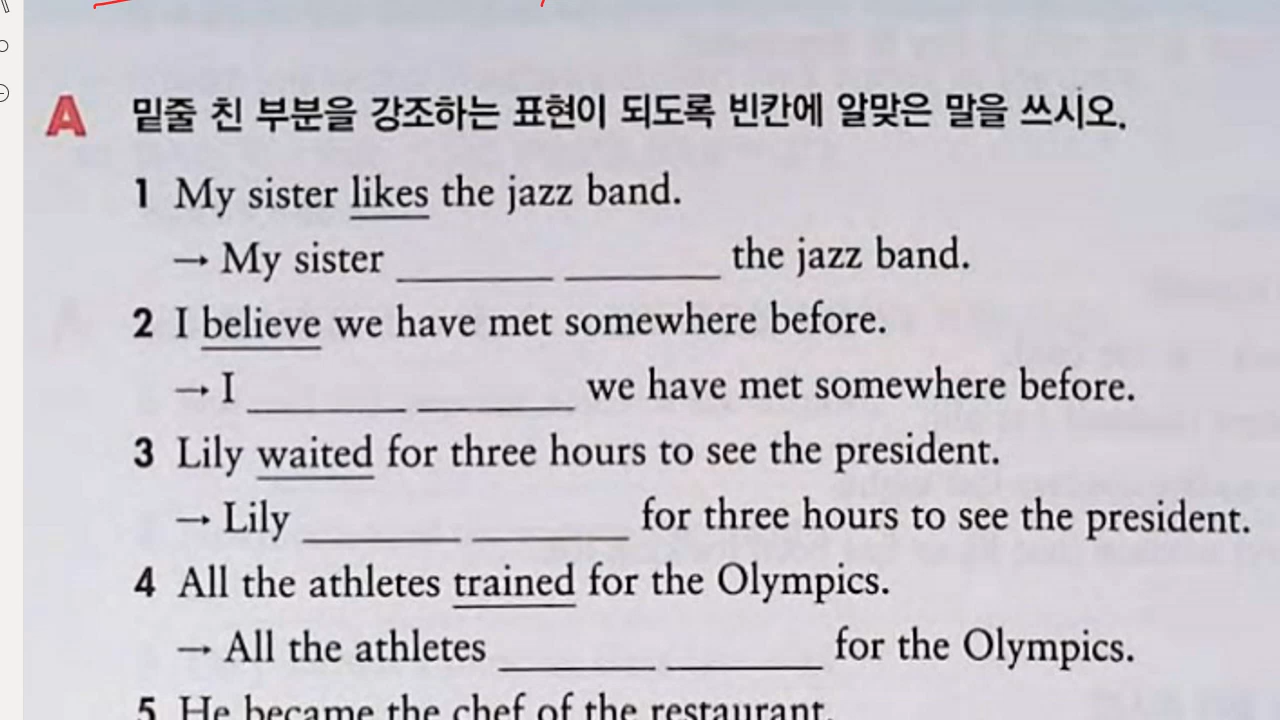 A 밑줄 친 부분을 강조하는 표현이 되도록 빈칸에 알맞은 말을 쓰시오.
1 My sister likes the jazz band.
→ My sister ________ ________ the jazz band.
2 I believe we have met somewhere before.
→ I ________ ________ we have met somewhere before.
3 Lily waited for three hours to see the president.
→ Lily ________ ________ for three hours to see the president.
4 All the athletes trained for the Olympics.
→ All the athletes ________ ________ for the Olympics.
5 He became the chef of the restaurant.